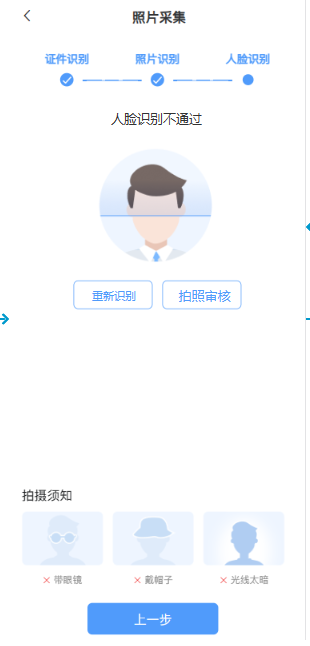 照片采集
证件识别 照片识别 人脸识别
人脸识别不通过
重新识别 拍照审核
拍摄须知
× 带眼镜 × 戴帽子 × 光线太暗
上一步